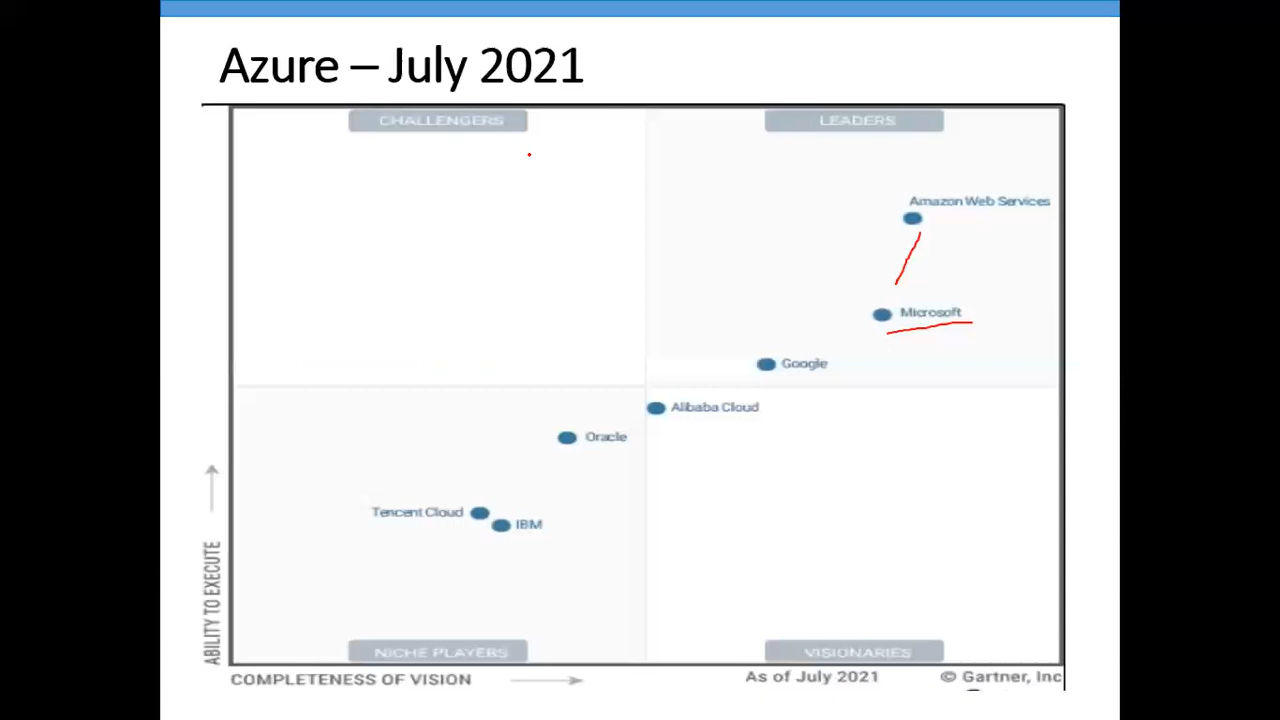 Azure – July 2021
CHALLENGERS
LEADERS
Amazon Web Services
Microsoft
Google
Alibaba Cloud
Oracle
Tencent Cloud
IBM
ABILITY TO EXECUTE
NICHE PLAYERS
VISIONARIES
COMPLETENESS OF VISION
As of July 2021
© Gartner, Inc